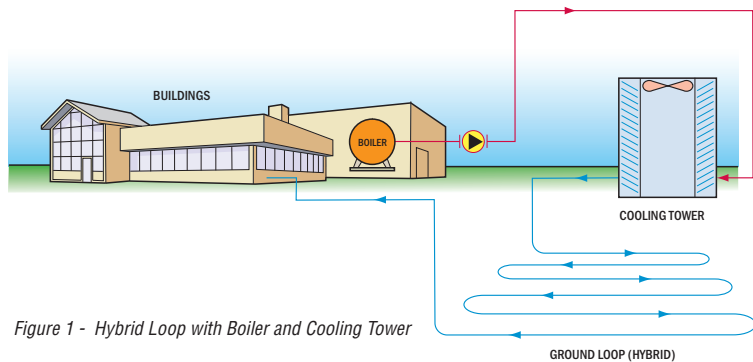 BUILDINGS
BOILER
COOLING TOWER
Figure 1 - Hybrid Loop with Boiler and Cooling Tower
GROUND LOOP (HYBRID)